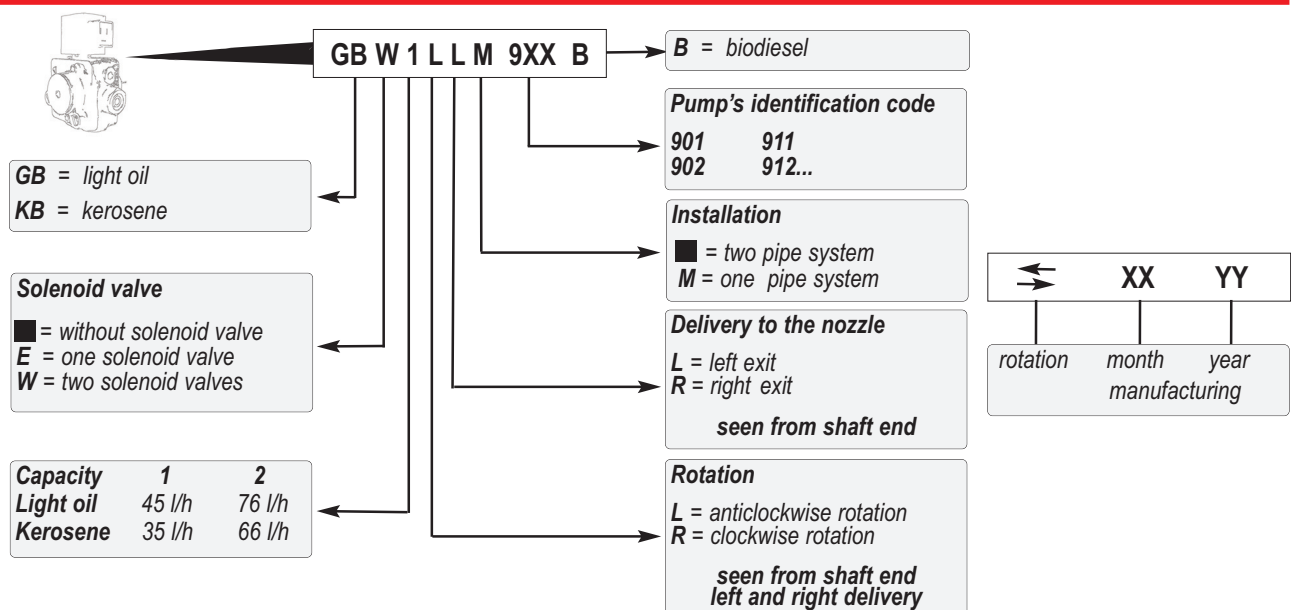 GB W 1 L L M 9XX B
B = biodiesel
Pump's identification code
901 911
902 912...
GB = light oil
KB = kerosene
Installation
■ = two pipe system
M = one pipe system
Solenoid valve
■ = without solenoid valve
E = one solenoid valve
W = two solenoid valves
XX YY
rotation month year
manufacturing
Delivery to the nozzle
L = left exit
R = right exit
seen from shaft end
Capacity 1 2
Light oil 45 l/h 76 l/h
Kerosene 35 l/h 66 l/h
Rotation
L = anticlockwise rotation
R = clockwise rotation
seen from shaft end
left and right delivery